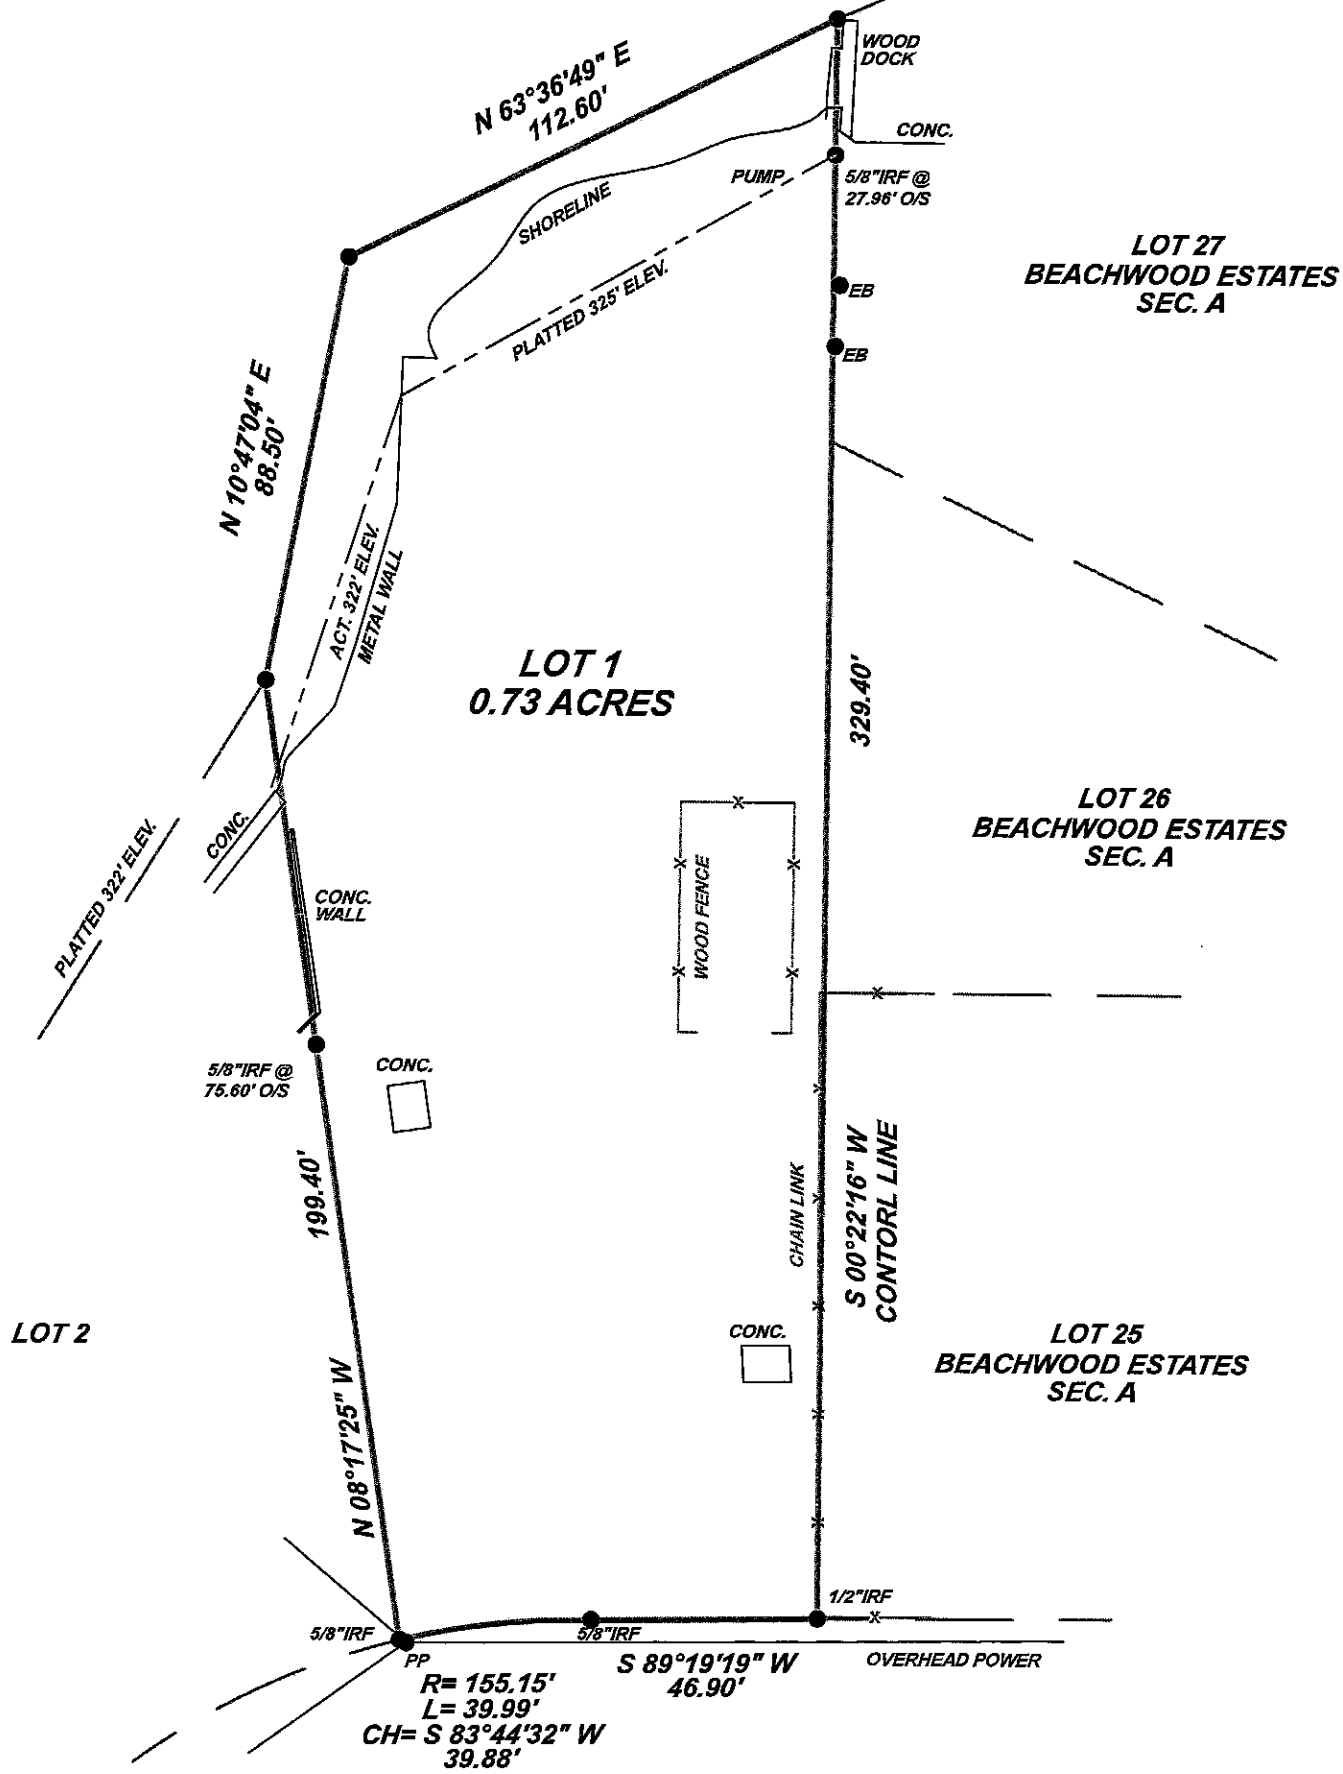 WOOD
DOCK
N 63°36'49" E
112.60'
CONC.
PUMP
5/8"IRF @
27.96' O/S
SHORELINE
LOT 27
BEACHWOOD ESTATES
SEC. A
EB
PLATTED 325' ELEV.
EB
N 10°47'04" E
88.50'
ACT. 322' ELEV.
METAL WALL
LOT 1
0.73 ACRES
329.40'
LOT 26
BEACHWOOD ESTATES
SEC. A
CONC.
PLATTED 322' ELEV.
CONC.
WALL
WOOD FENCE
5/8"IRF @
75.60' O/S
CONC.
199.40'
CHAIN LINK
S 00°22'16" W
CONTORL LINE
LOT 2
CONC.
LOT 25
BEACHWOOD ESTATES
SEC. A
N 08°17'25" W
1/2"IRF
5/8"IRF
5/8"IRF
PP
S 89°19'19" W
46.90'
OVERHEAD POWER
R= 155.15'
L= 39.99'
CH= S 83°44'32" W
39.88'